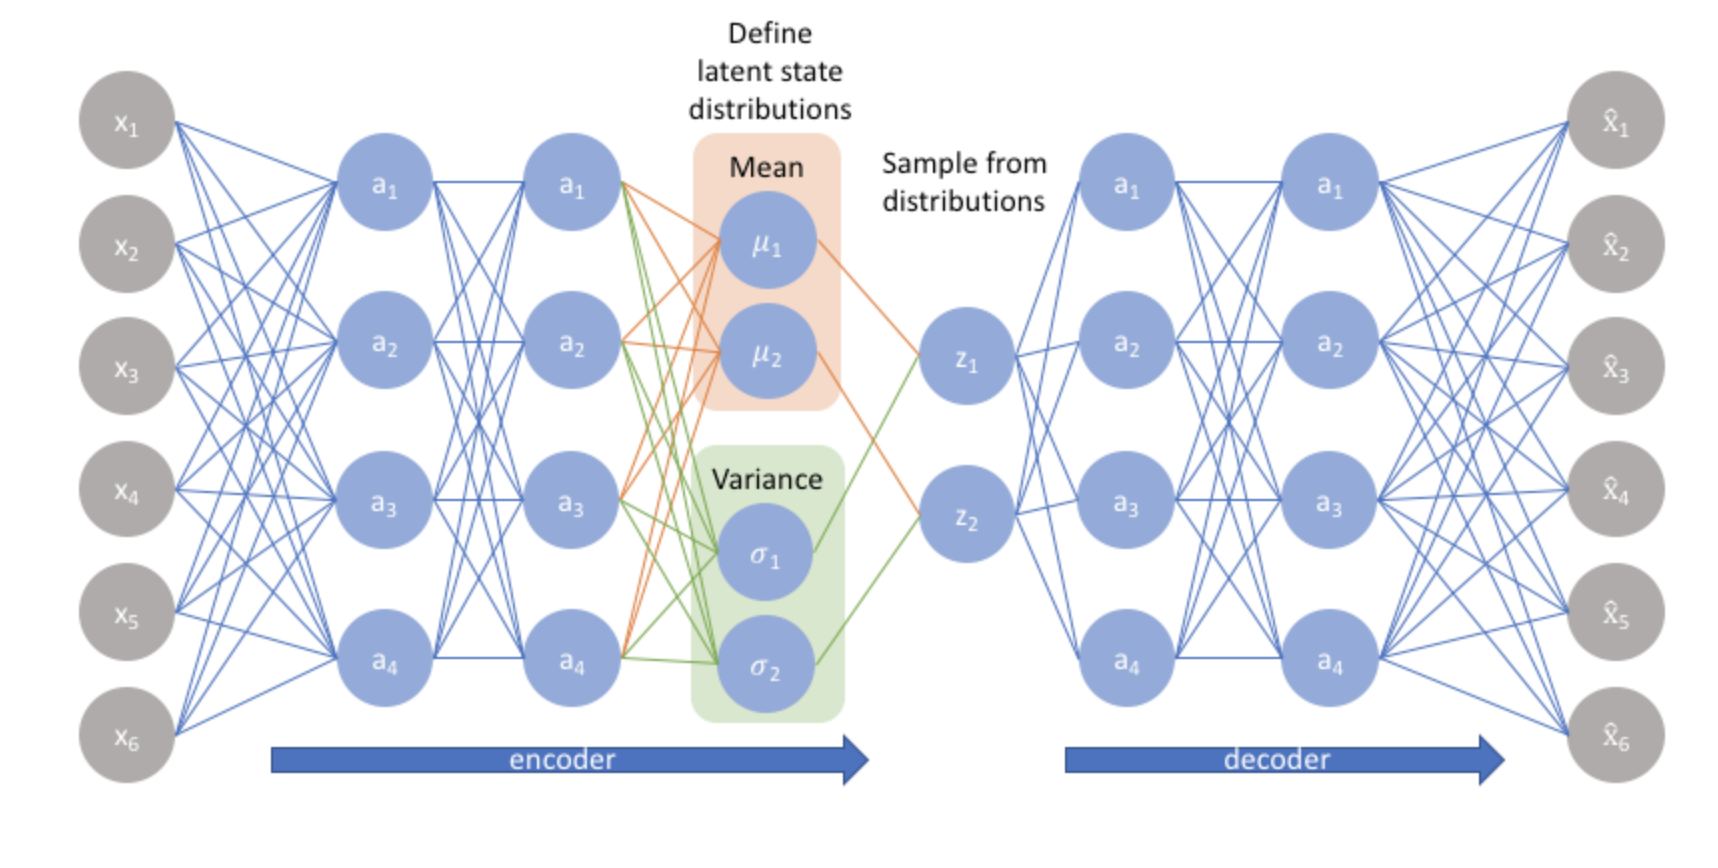 Define
latent state
distributions
Mean
Sample from
distributions
Variance
x₁
x₂
x₃
x₄
x₅
x₆
a₁
a₂
a₃
a₄
a₁
a₂
a₃
a₄
μ₁
μ₂
σ₁
σ₂
z₁
z₂
a₁
a₂
a₃
a₄
a₁
a₂
a₃
a₄
x̂₁
x̂₂
x̂₃
x̂₄
x̂₅
x̂₆
encoder
decoder